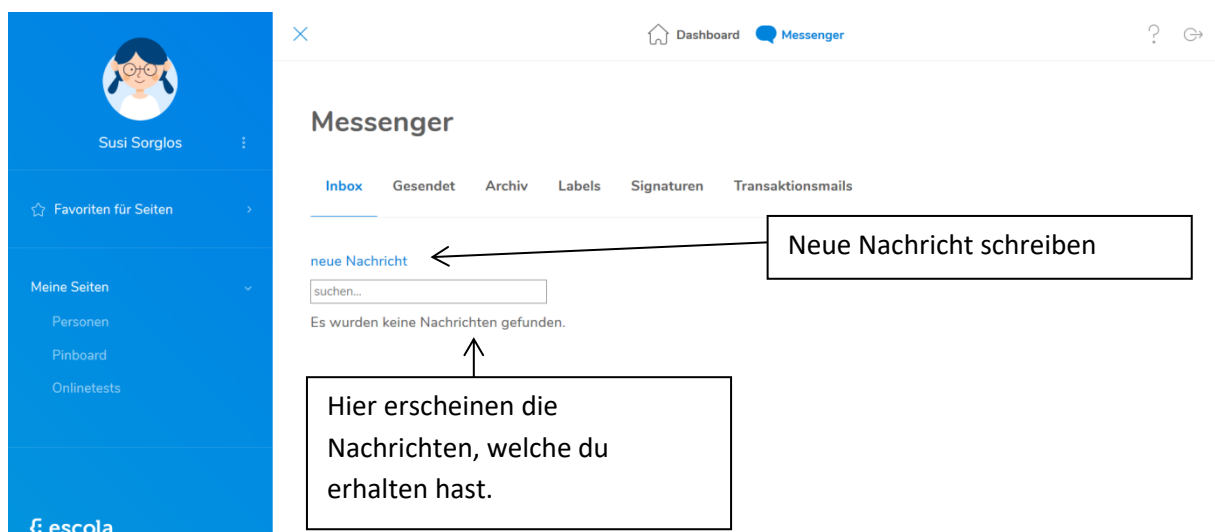 Dashboard Messenger
?
Susi Sorglos
Favoriten für Seiten
Meine Seiten
Personen
Pinboard
Onlinetests
escola
Messenger
Inbox Gesendet Archiv Labels Signaturen Transaktionsmails
neue Nachricht
Neue Nachricht schreiben
suchen...
Es wurden keine Nachrichten gefunden.
Hier erscheinen die
Nachrichten, welche du
erhalten hast.